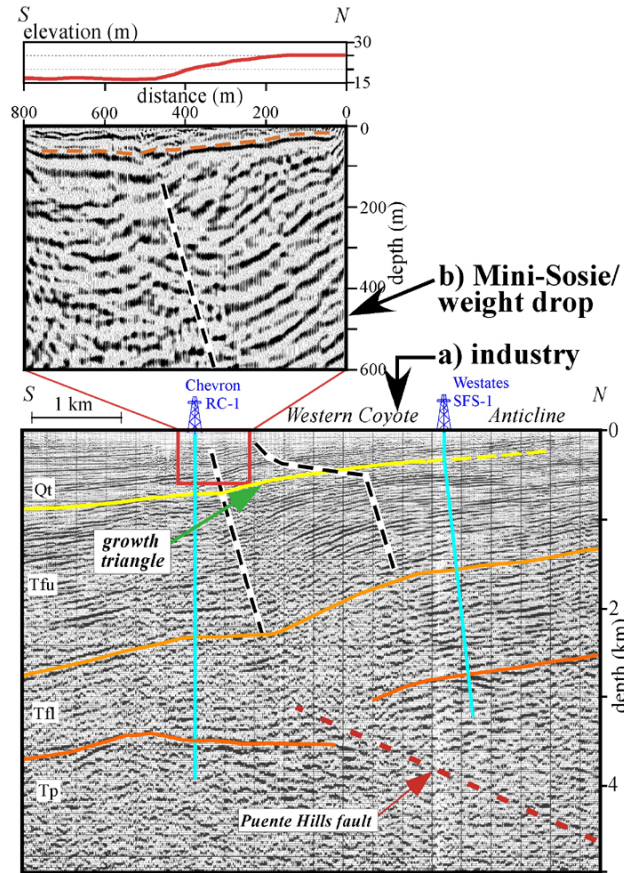 S N
elevation (m)
30
15
distance (m)
800 600 400 200 0
0
200
400
600
depth (m)
b) Mini-Sosie/
weight drop
a) industry
S N
1 km
Chevron
RC-1
Western Coyote
Westates
SFS-1
Anticline
0
2
4
depth (km)
Qt
growth
triangle
Tfu
Tfl
Tp
Puente Hills fault